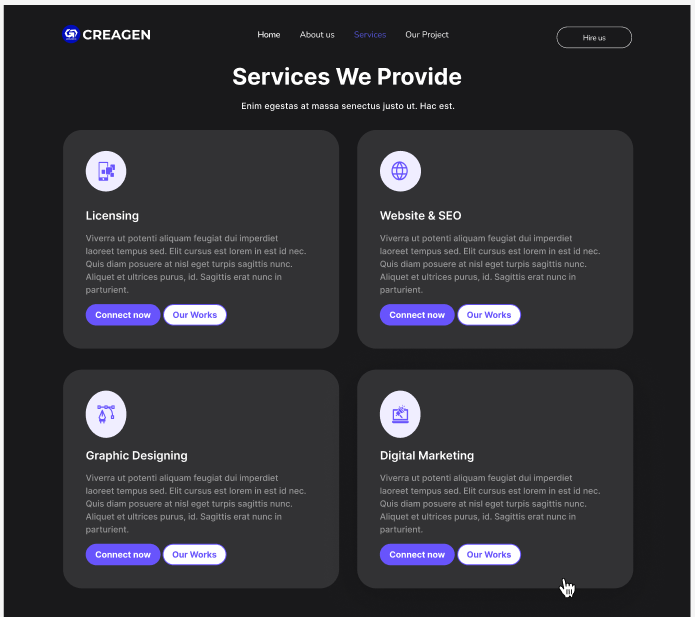 CREAGEN
Home About us Services Our Project Hire us
Services We Provide
Enim egestas at massa senectus justo ut. Hac est.
Licensing
Viverra ut potenti aliquam feugiat dui imperdiet
laoreet tempus sed. Elit cursus est lorem in est id nec.
Quis diam posuere at nisl eget turpis sagittis nunc.
Aliquet et ultrices purus, id. Sagittis erat nunc in
parturient.
Connect now Our Works
Website & SEO
Viverra ut potenti aliquam feugiat dui imperdiet
laoreet tempus sed. Elit cursus est lorem in est id nec.
Quis diam posuere at nisl eget turpis sagittis nunc.
Aliquet et ultrices purus, id. Sagittis erat nunc in
parturient.
Connect now Our Works
Graphic Designing
Viverra ut potenti aliquam feugiat dui imperdiet
laoreet tempus sed. Elit cursus est lorem in est id nec.
Quis diam posuere at nisl eget turpis sagittis nunc.
Aliquet et ultrices purus, id. Sagittis erat nunc in
parturient.
Connect now Our Works
Digital Marketing
Viverra ut potenti aliquam feugiat dui imperdiet
laoreet tempus sed. Elit cursus est lorem in est id nec.
Quis diam posuere at nisl eget turpis sagittis nunc.
Aliquet et ultrices purus, id. Sagittis erat nunc in
parturient.
Connect now Our Works